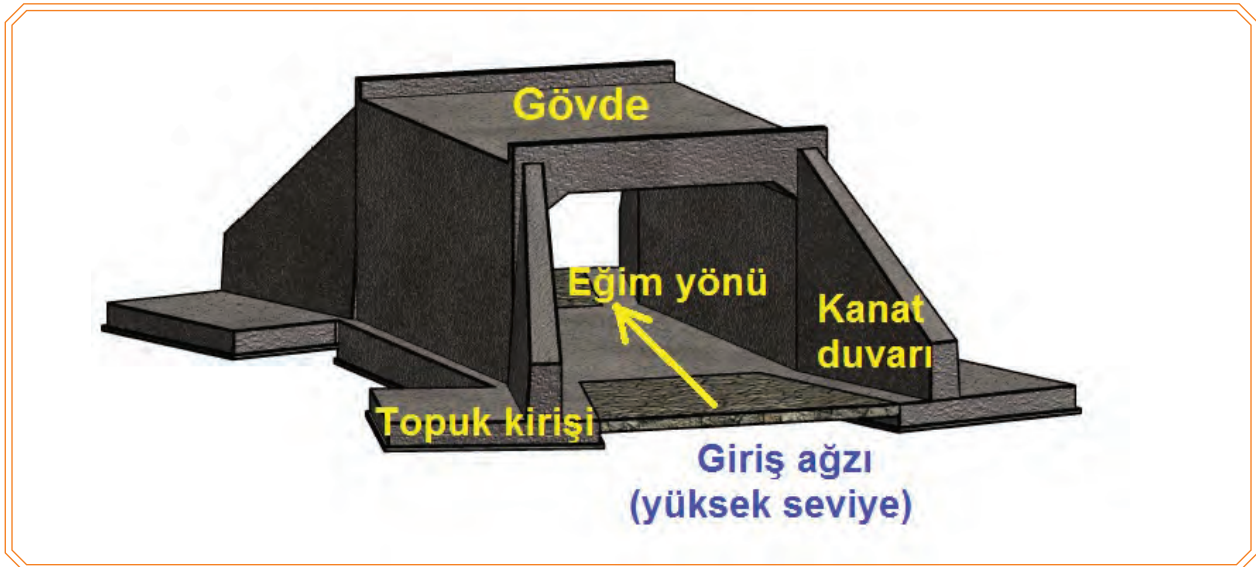 Gövde
Eğim yönü
Kanat
duvarı
Topuk kirişi
Giriş ağzı
(yüksek seviye)